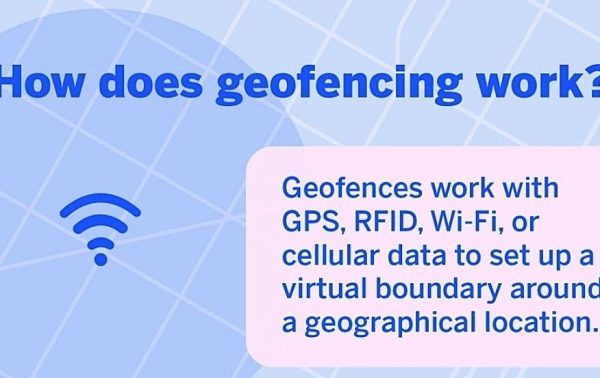 How does geofencing work?
Geofences work with
GPS, RFID, Wi-Fi, or
cellular data to set up a
virtual boundary around
a geographical location.